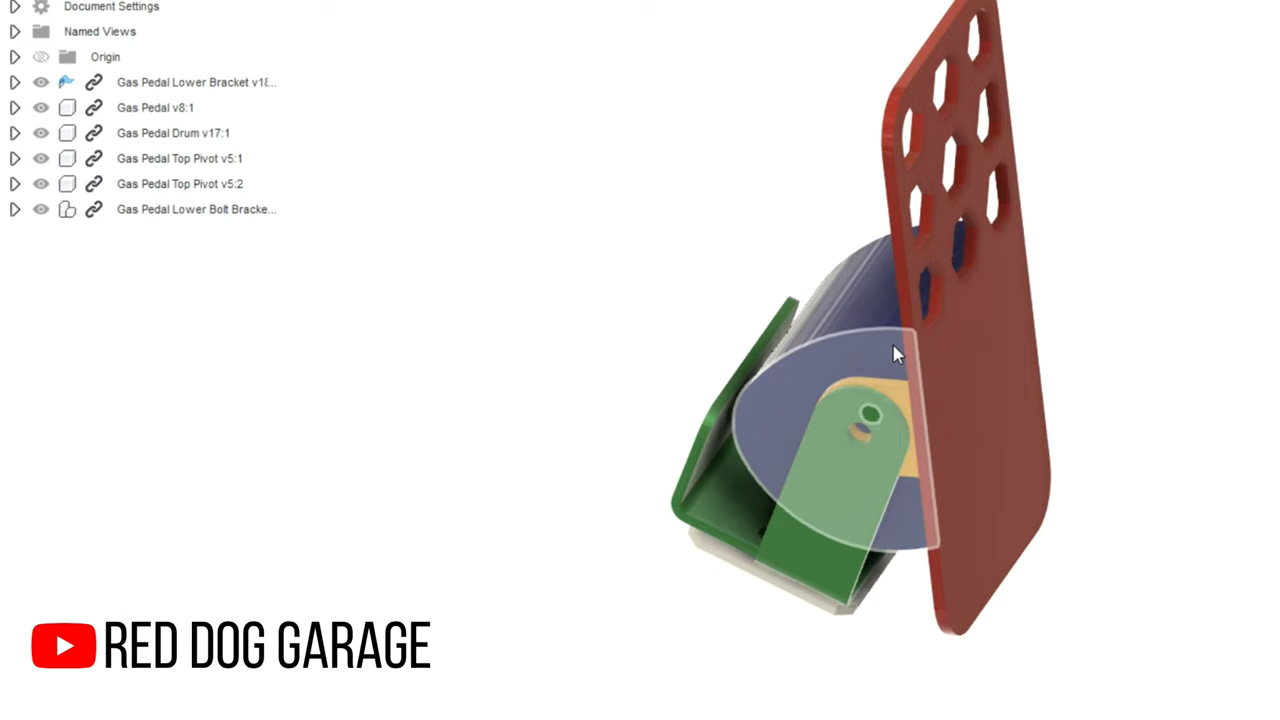 Document Settings
Named Views
Origin
Gas Pedal Lower Bracket v18...
Gas Pedal v8:1
Gas Pedal Drum v17:1
Gas Pedal Top Pivot v5:1
Gas Pedal Top Pivot v5:2
Gas Pedal Lower Bolt Bracke...
RED DOG GARAGE